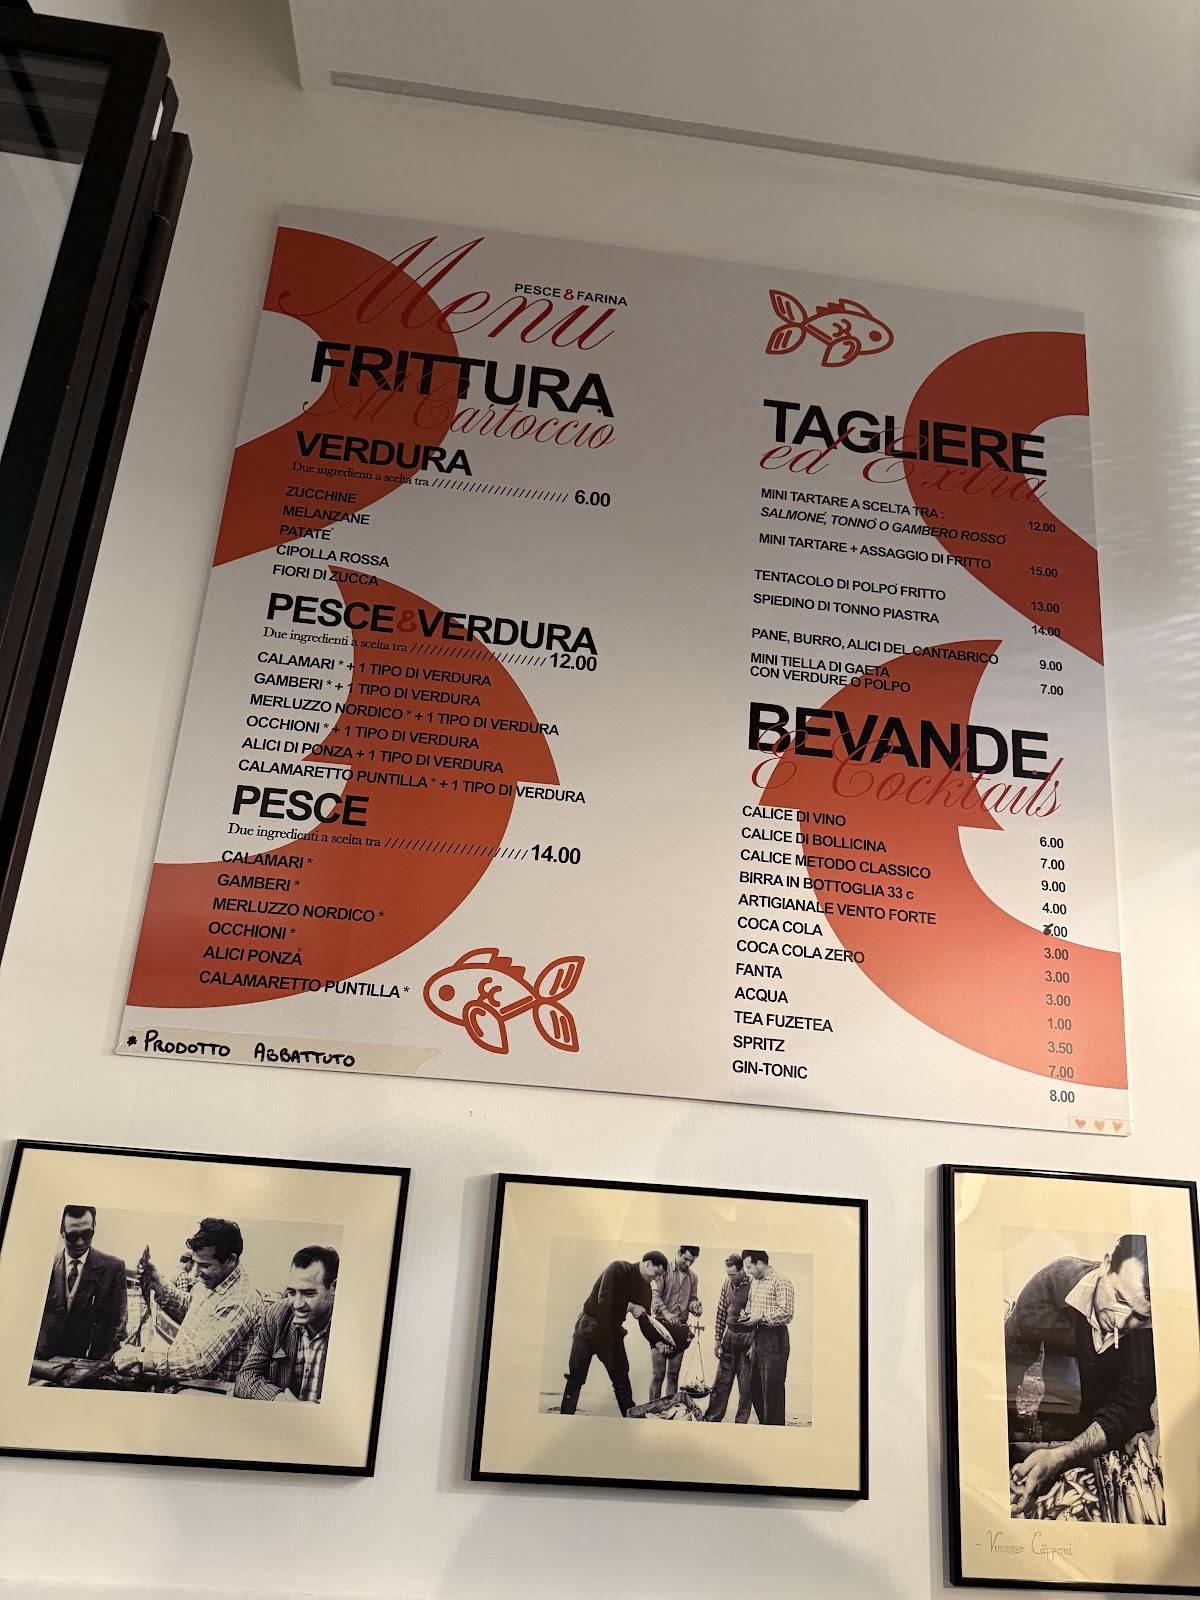 Menu
PESCE&FARINA
FRITTURA
Al Cartoccio
VERDURA
Due ingredienti a scelta tra ////////////////////// 6.00
ZUCCHINE
MELANZANE
PATATE*
CIPOLLA ROSSA
FIORI DI ZUCCA
PESCE&VERDURA
Due ingredienti a scelta tra ////////////////////// 12.00
CALAMARI * + 1 TIPO DI VERDURA
GAMBERI * + 1 TIPO DI VERDURA
MERLUZZO NORDICO * + 1 TIPO DI VERDURA
OCCHIONI * + 1 TIPO DI VERDURA
ALICI DI PONZA + 1 TIPO DI VERDURA
CALAMARETTO PUNTILLA * + 1 TIPO DI VERDURA
PESCE
Due ingredienti a scelta tra /////////////////////// 14.00
CALAMARI *
GAMBERI *
MERLUZZO NORDICO *
OCCHIONI *
ALICI PONZA
CALAMARETTO PUNTILLA *
* PRODOTTO ABBATTUTO
TAGLIERE
ed Extra
MINI TARTARE A SCELTA TRA :
SALMONE, TONNO O GAMBERO ROSSO 12.00
MINI TARTARE + ASSAGGIO DI FRITTO 15.00
TENTACOLO DI POLPO FRITTO 13.00
SPIEDINO DI TONNO PIASTRA 14.00
PANE, BURRO, ALICI DEL CANTABRICO 9.00
MINI TIELLA DI GAETA
CON VERDURE O POLPO 7.00
BEVANDE
E Cocktails
CALICE DI VINO 6.00
CALICE DI BOLLICINA 7.00
CALICE METODO CLASSICO 9.00
BIRRA IN BOTTOGLIA 33 c 4.00
ARTIGIANALE VENTO FORTE .00
COCA COLA 3.00
COCA COLA ZERO 3.00
FANTA 3.00
ACQUA 1.00
TEA FUZETEA 3.50
SPRITZ 7.00
GIN-TONIC 8.00
- Vincenzo Capponi